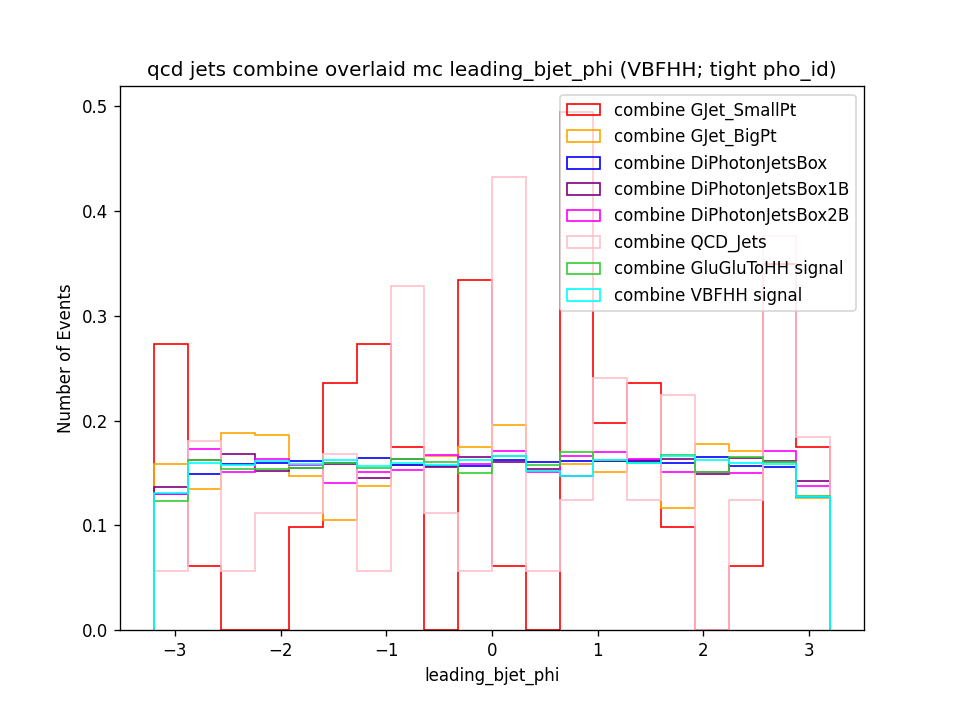 qcd jets combine overlaid mc leading_bjet_phi (VBFHH; tight pho_id)
Number of Events
0.5
0.4
0.3
0.2
0.1
0.0
combine GJet_SmallPt
combine GJet_BigPt
combine DiPhotonJetsBox
combine DiPhotonJetsBox1B
combine DiPhotonJetsBox2B
combine QCD_Jets
combine GluGluToHH signal
combine VBFHH signal
−3 −2 −1 0 1 2 3
leading_bjet_phi